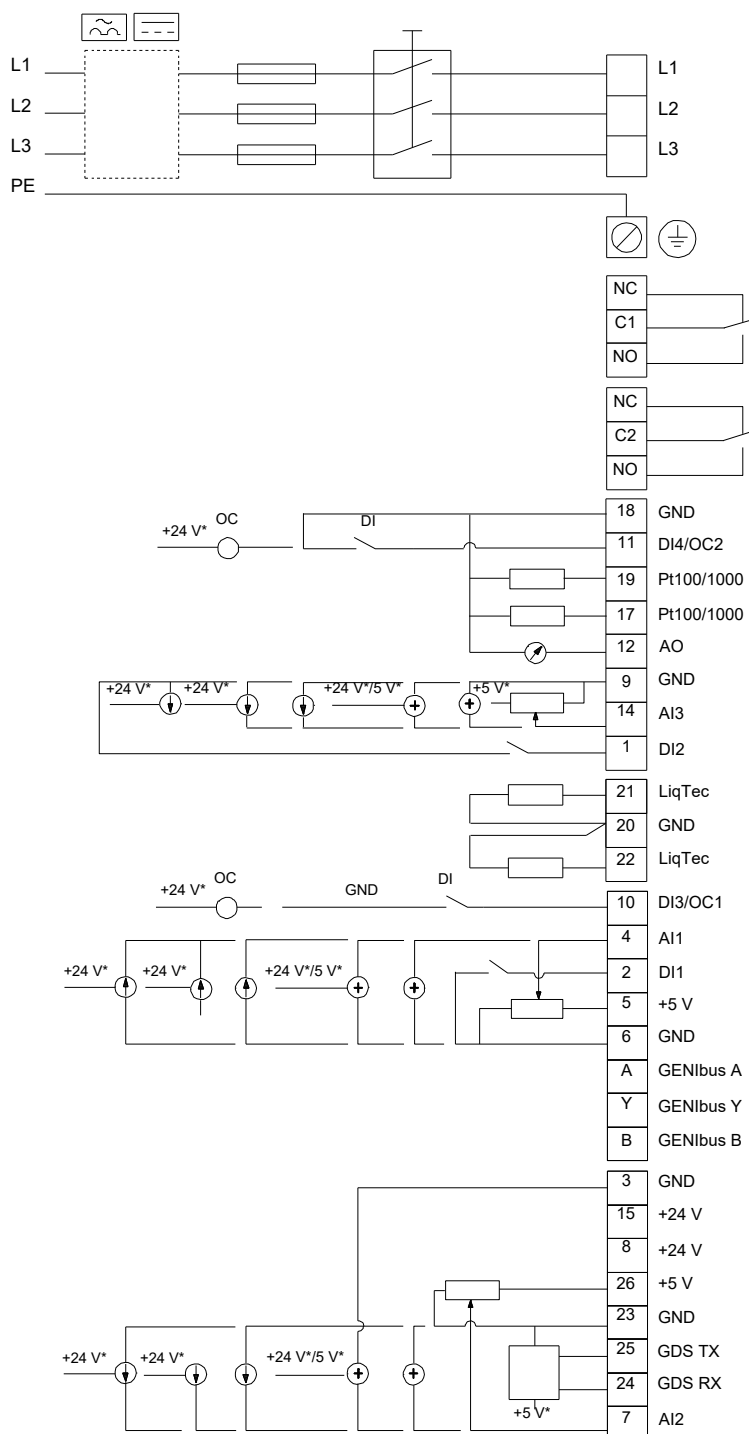 L1 L1
L2 L2
L3 L3
PE
NC
C1
NO
NC
C2
NO
18 GND
+24 V* OC DI 11 DI4/OC2
19 Pt100/1000
17 Pt100/1000
12 AO
9 GND
+24 V* +24 V* +24 V*/5 V* +5 V*
14 AI3
1 DI2
21 LiqTec
20 GND
22 LiqTec
+24 V* OC GND DI 10 DI3/OC1
4 AI1
+24 V* +24 V* +24 V*/5 V* 2 DI1
5 +5 V
6 GND
A GENIbus A
Y GENIbus Y
B GENIbus B
3 GND
15 +24 V
8 +24 V
26 +5 V
23 GND
+24 V* +24 V* +24 V*/5 V* 25 GDS TX
24 GDS RX
+5 V*
7 AI2